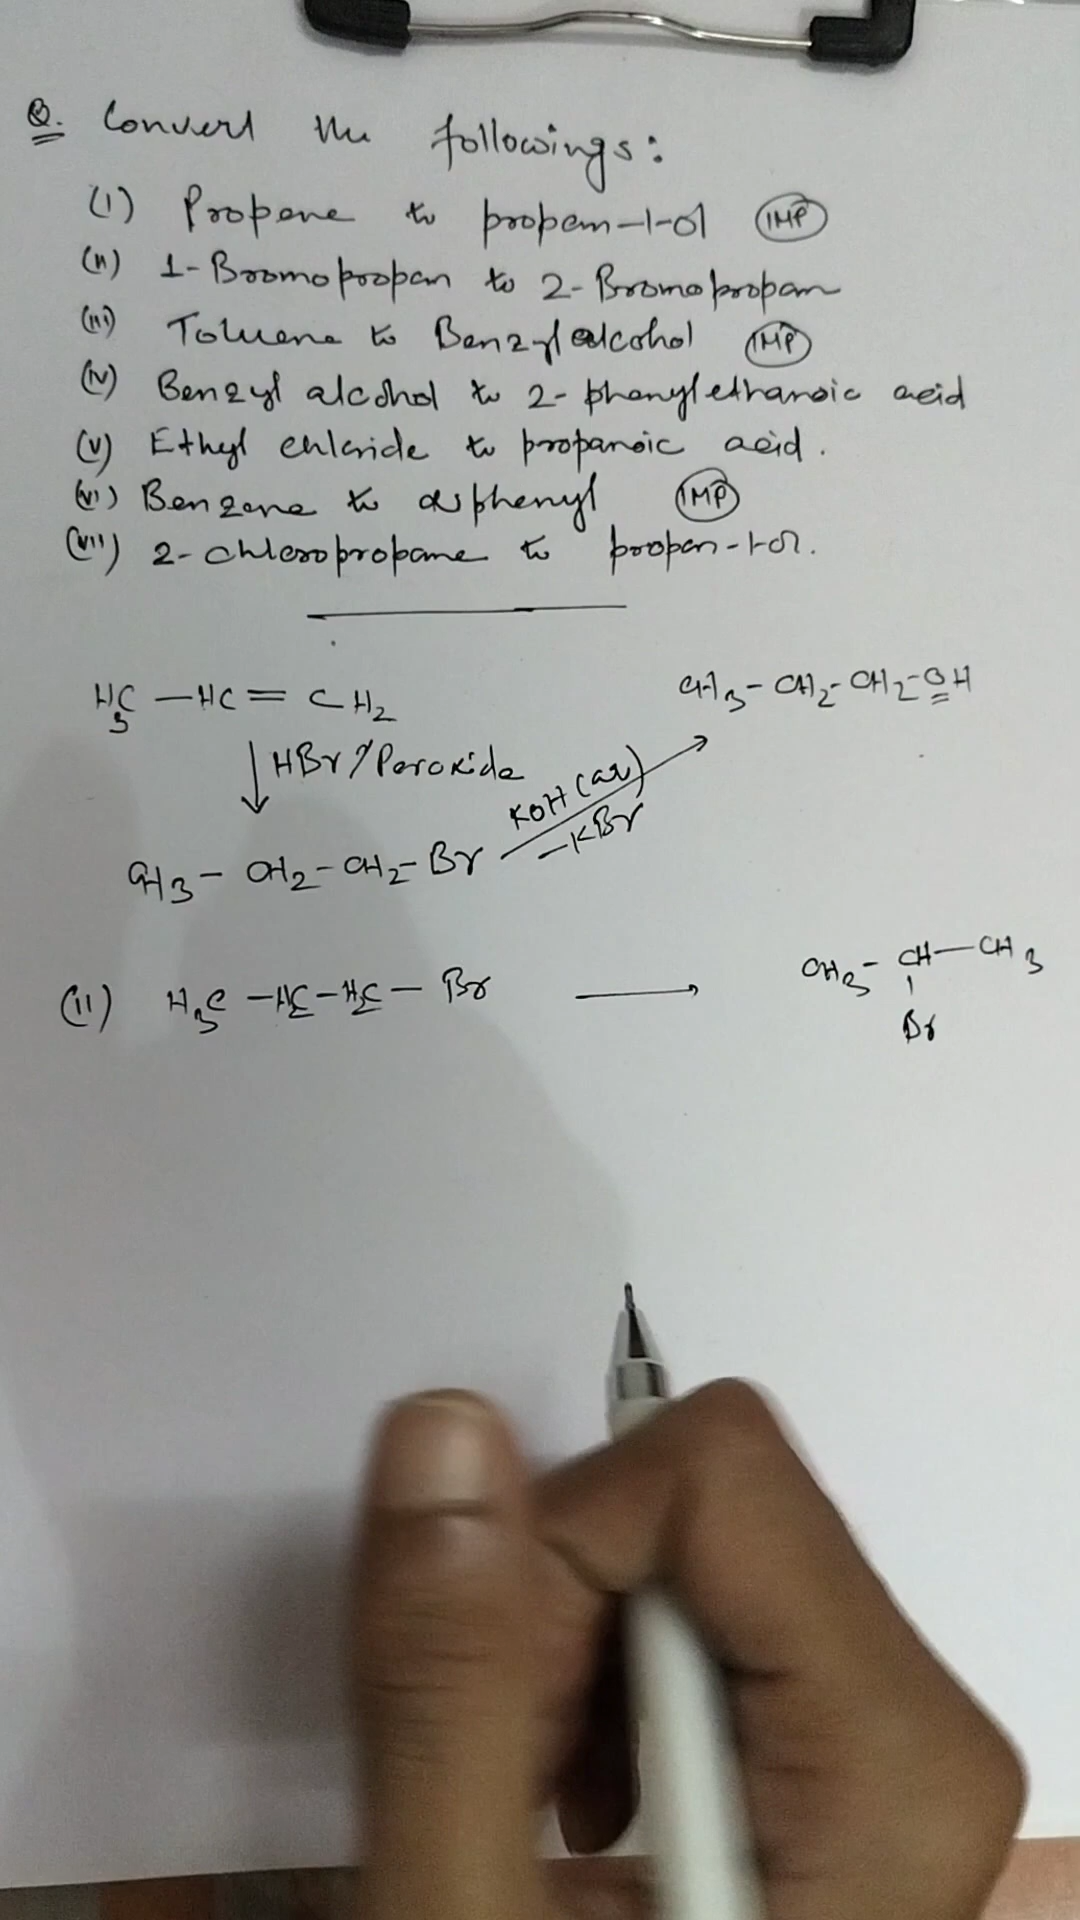 Q. Convert the followings:
(i) Propene to propan-1-ol IMP
(ii) 1-Bromopropan to 2-Bromopropan
(iii) Toluene to Benzyl alcohol IMP
(iv) Benzyl alcohol to 2-phenylethanoic acid
(v) Ethyl chloride to propanoic acid.
(vi) Benzene to diphenyl IMP
(vii) 2-chloropropane to propan-1-ol.
H₃C — HC = CH₂
CH₃ - CH₂ - CH₂ - OH
↓ HBr / Peroxide
KOH (aq)
- KBr
CH₃ - CH₂ - CH₂ - Br
(ii) H₃C - H₂C - H₂C - Br → CH₃ - CH - CH₃
Br